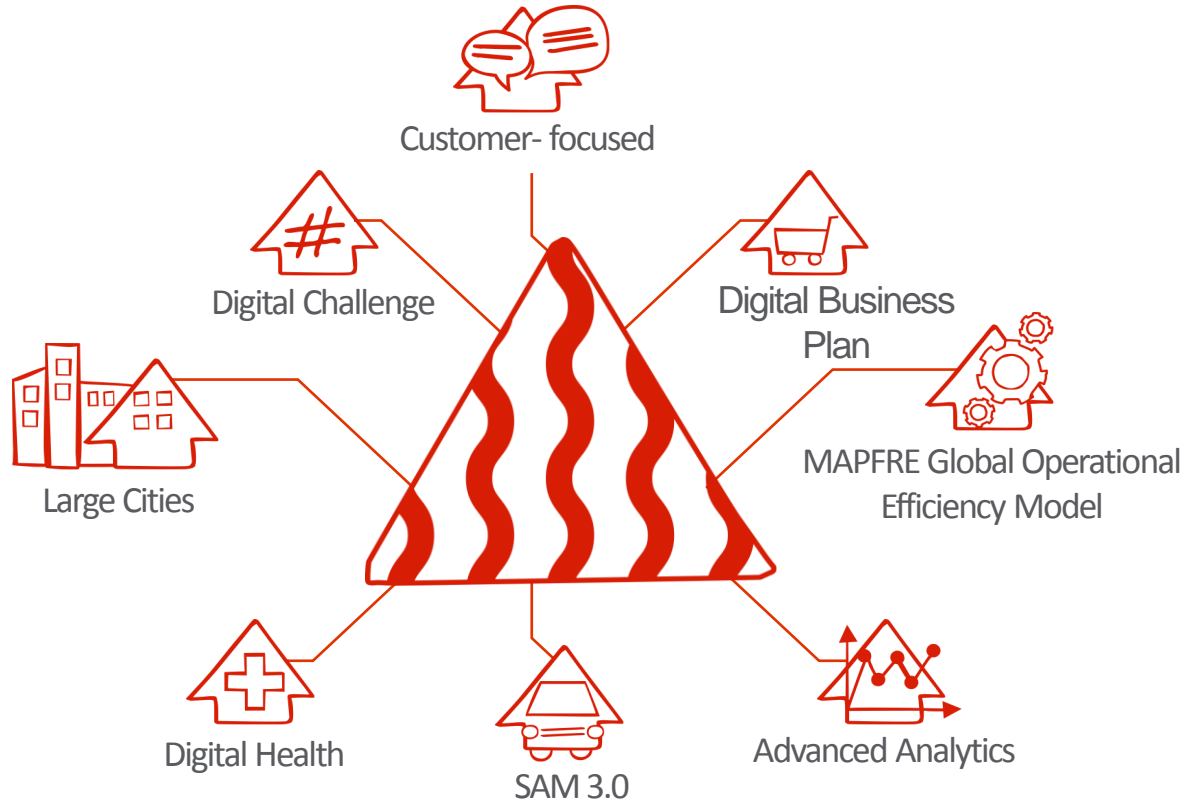 Customer- focused
Digital Challenge
Digital Business
Plan
Large Cities
MAPFRE Global Operational
Efficiency Model
Digital Health
SAM 3.0
Advanced Analytics